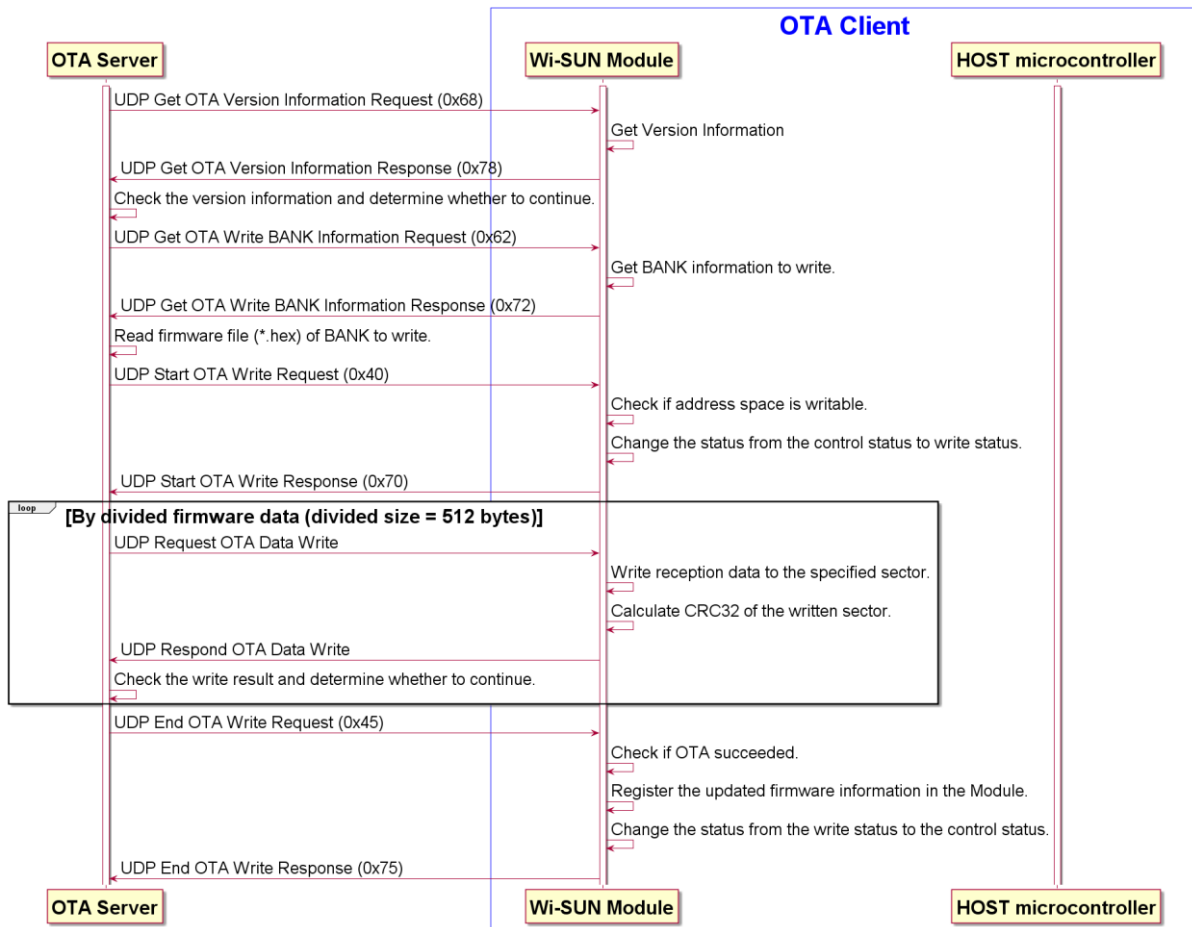 OTA Client
OTA Server
Wi-SUN Module
HOST microcontroller
UDP Get OTA Version Information Request (0x68)
Get Version Information
UDP Get OTA Version Information Response (0x78)
Check the version information and determine whether to continue.
UDP Get OTA Write BANK Information Request (0x62)
Get BANK information to write.
UDP Get OTA Write BANK Information Response (0x72)
Read firmware file (*.hex) of BANK to write.
UDP Start OTA Write Request (0x40)
Check if address space is writable.
Change the status from the control status to write status.
UDP Start OTA Write Response (0x70)
loop
[By divided firmware data (divided size = 512 bytes)]
UDP Request OTA Data Write
Write reception data to the specified sector.
Calculate CRC32 of the written sector.
UDP Respond OTA Data Write
Check the write result and determine whether to continue.
UDP End OTA Write Request (0x45)
Check if OTA succeeded.
Register the updated firmware information in the Module.
Change the status from the write status to the control status.
UDP End OTA Write Response (0x75)
OTA Server
Wi-SUN Module
HOST microcontroller